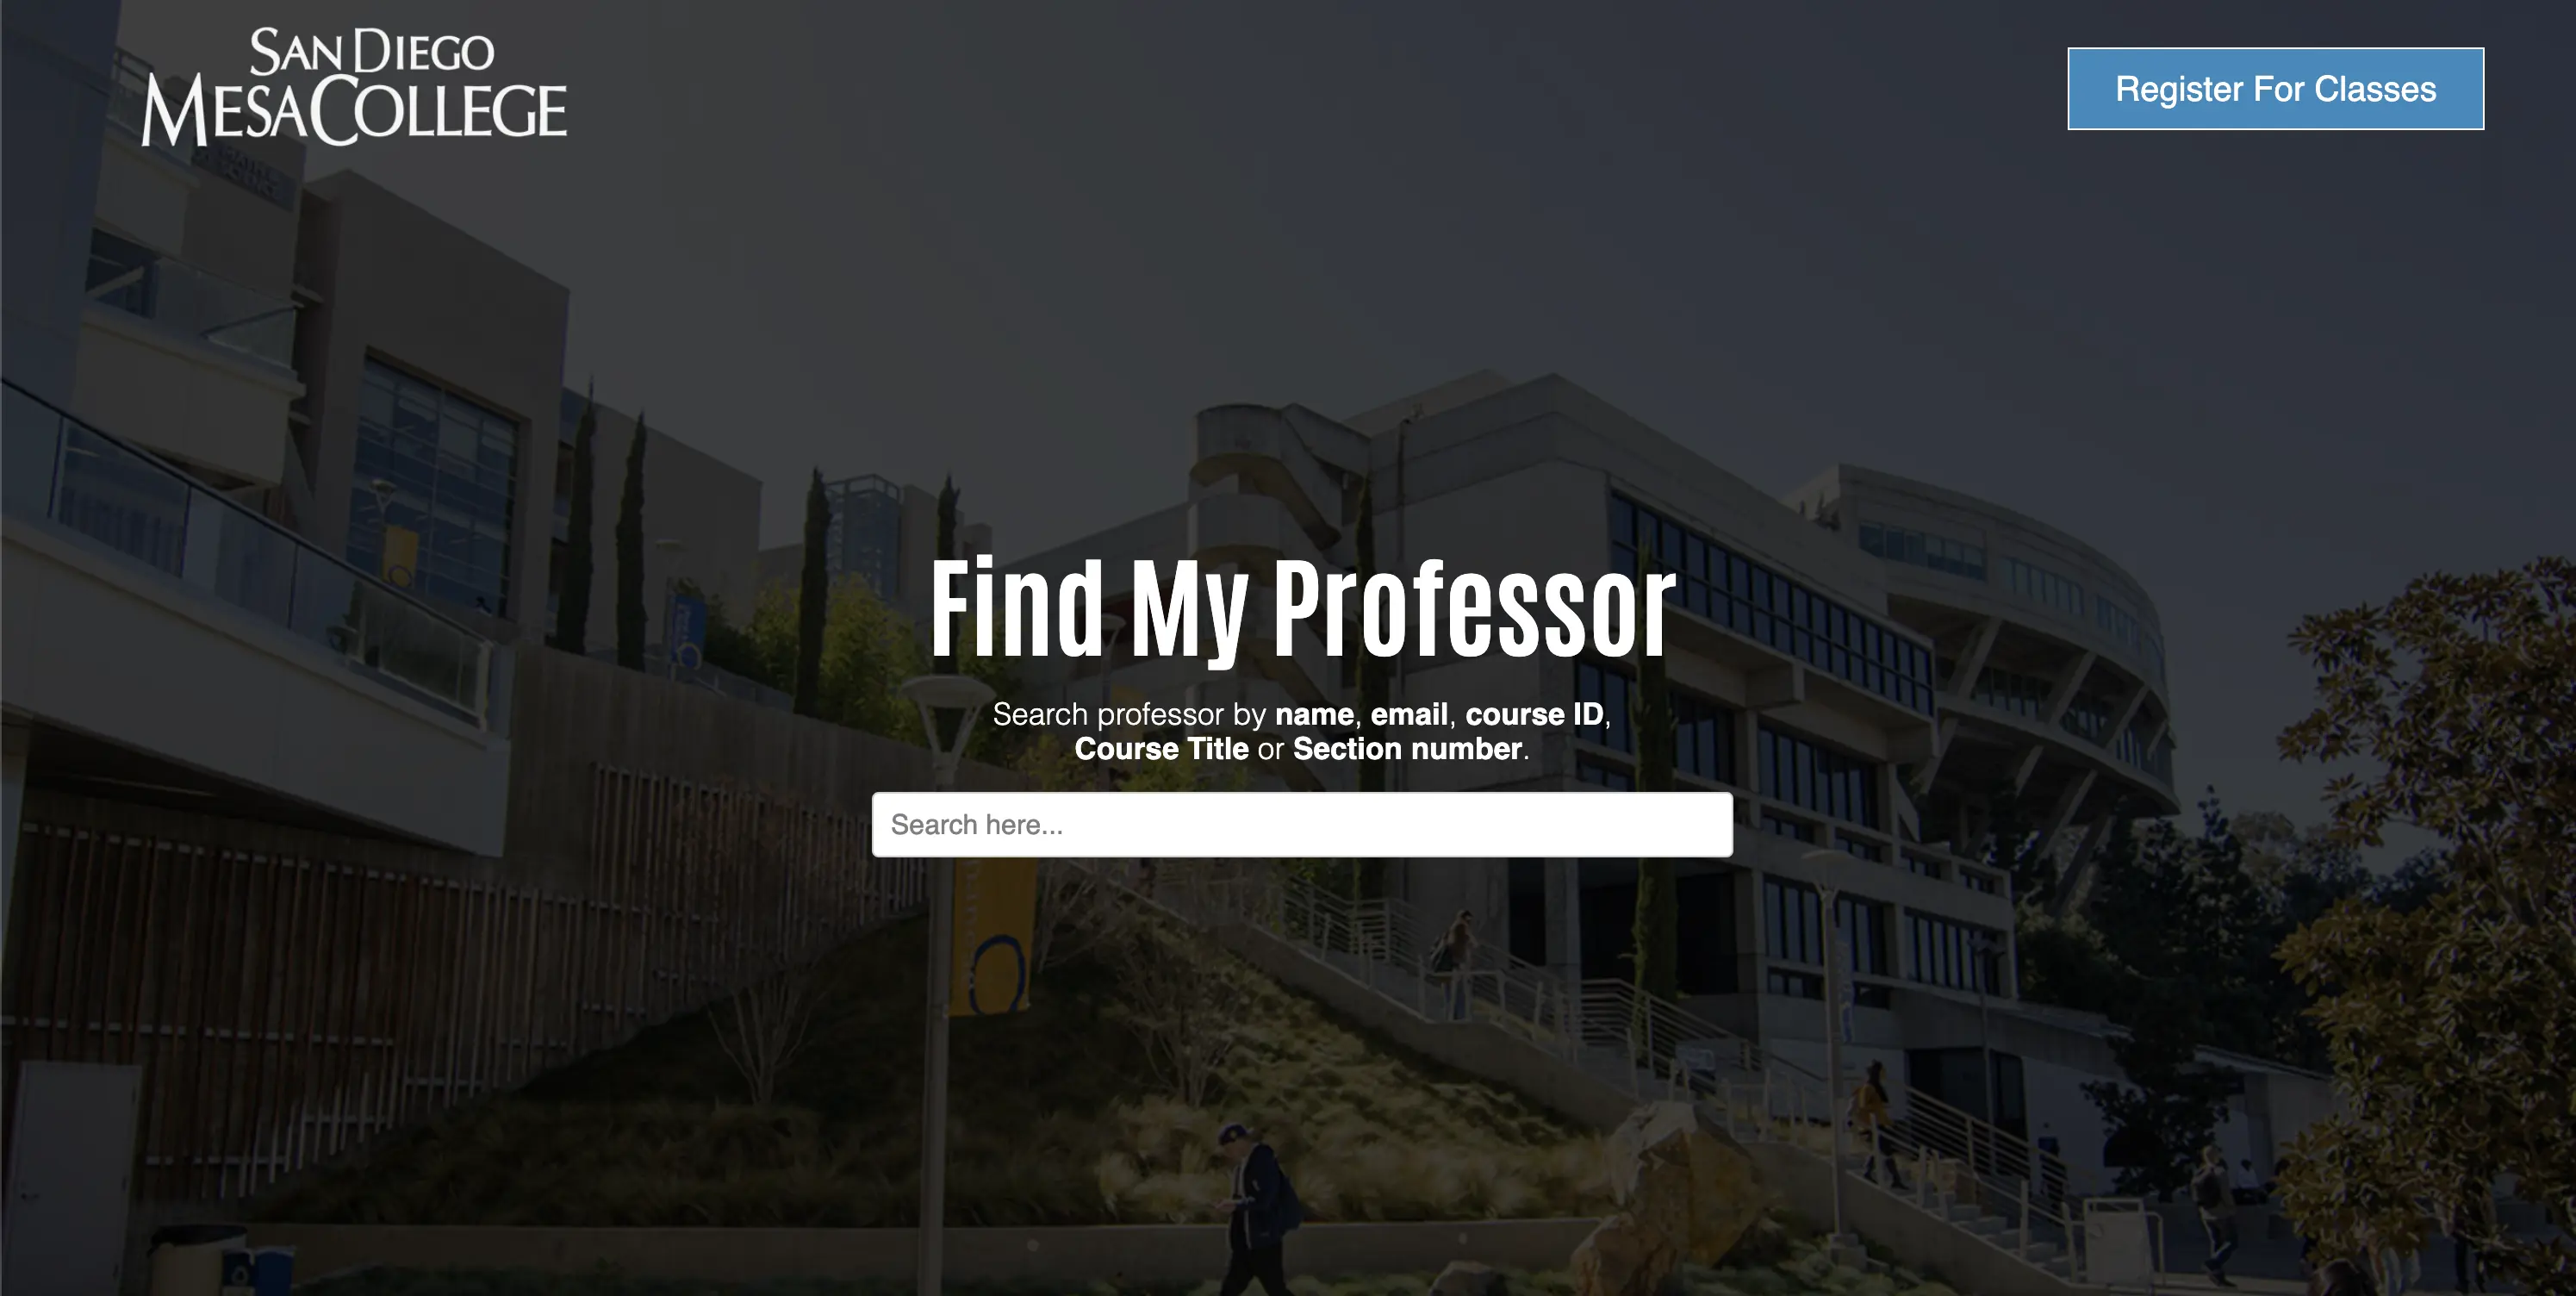 SAN DIEGO
MESA COLLEGE
Register For Classes
Find My Professor
Search professor by name, email, course ID,
Course Title or Section number.
Search here...